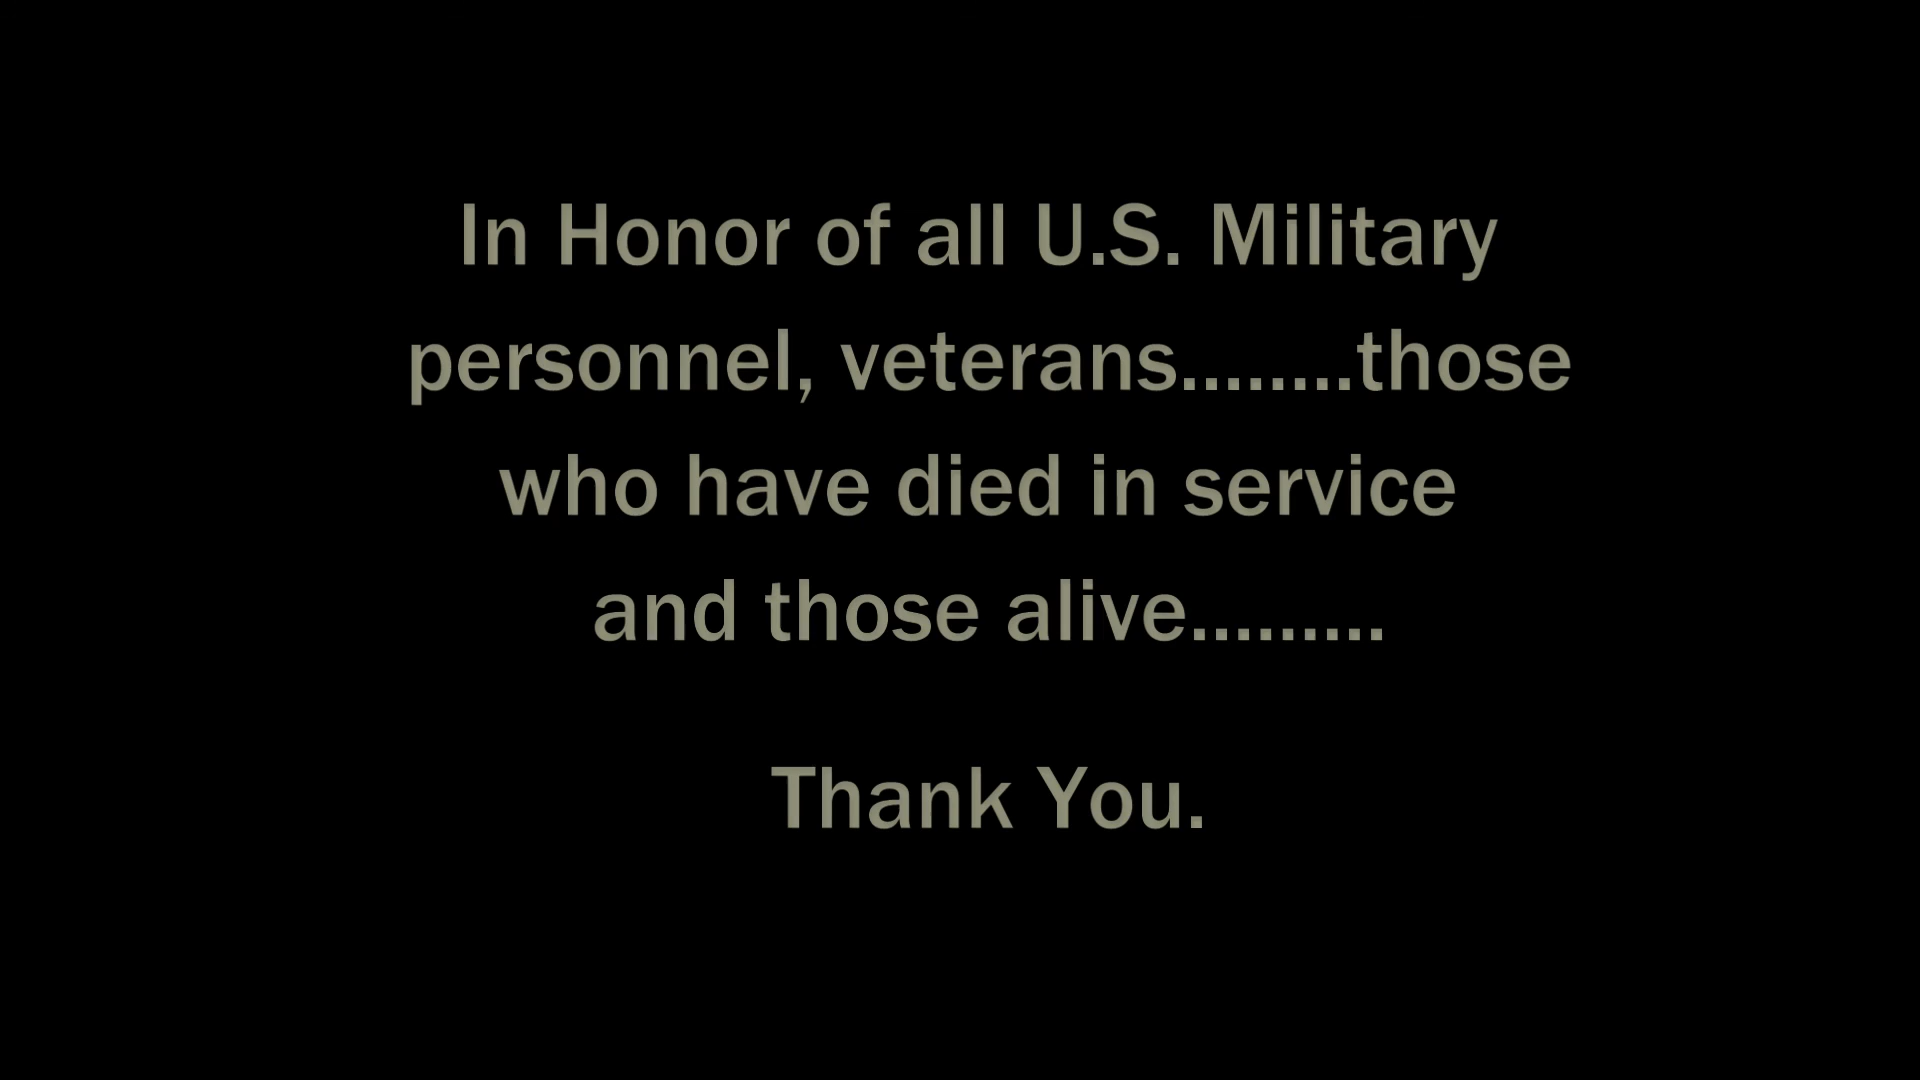 In Honor of all U.S. Military
personnel, veterans........those
who have died in service
and those alive.........
Thank You.